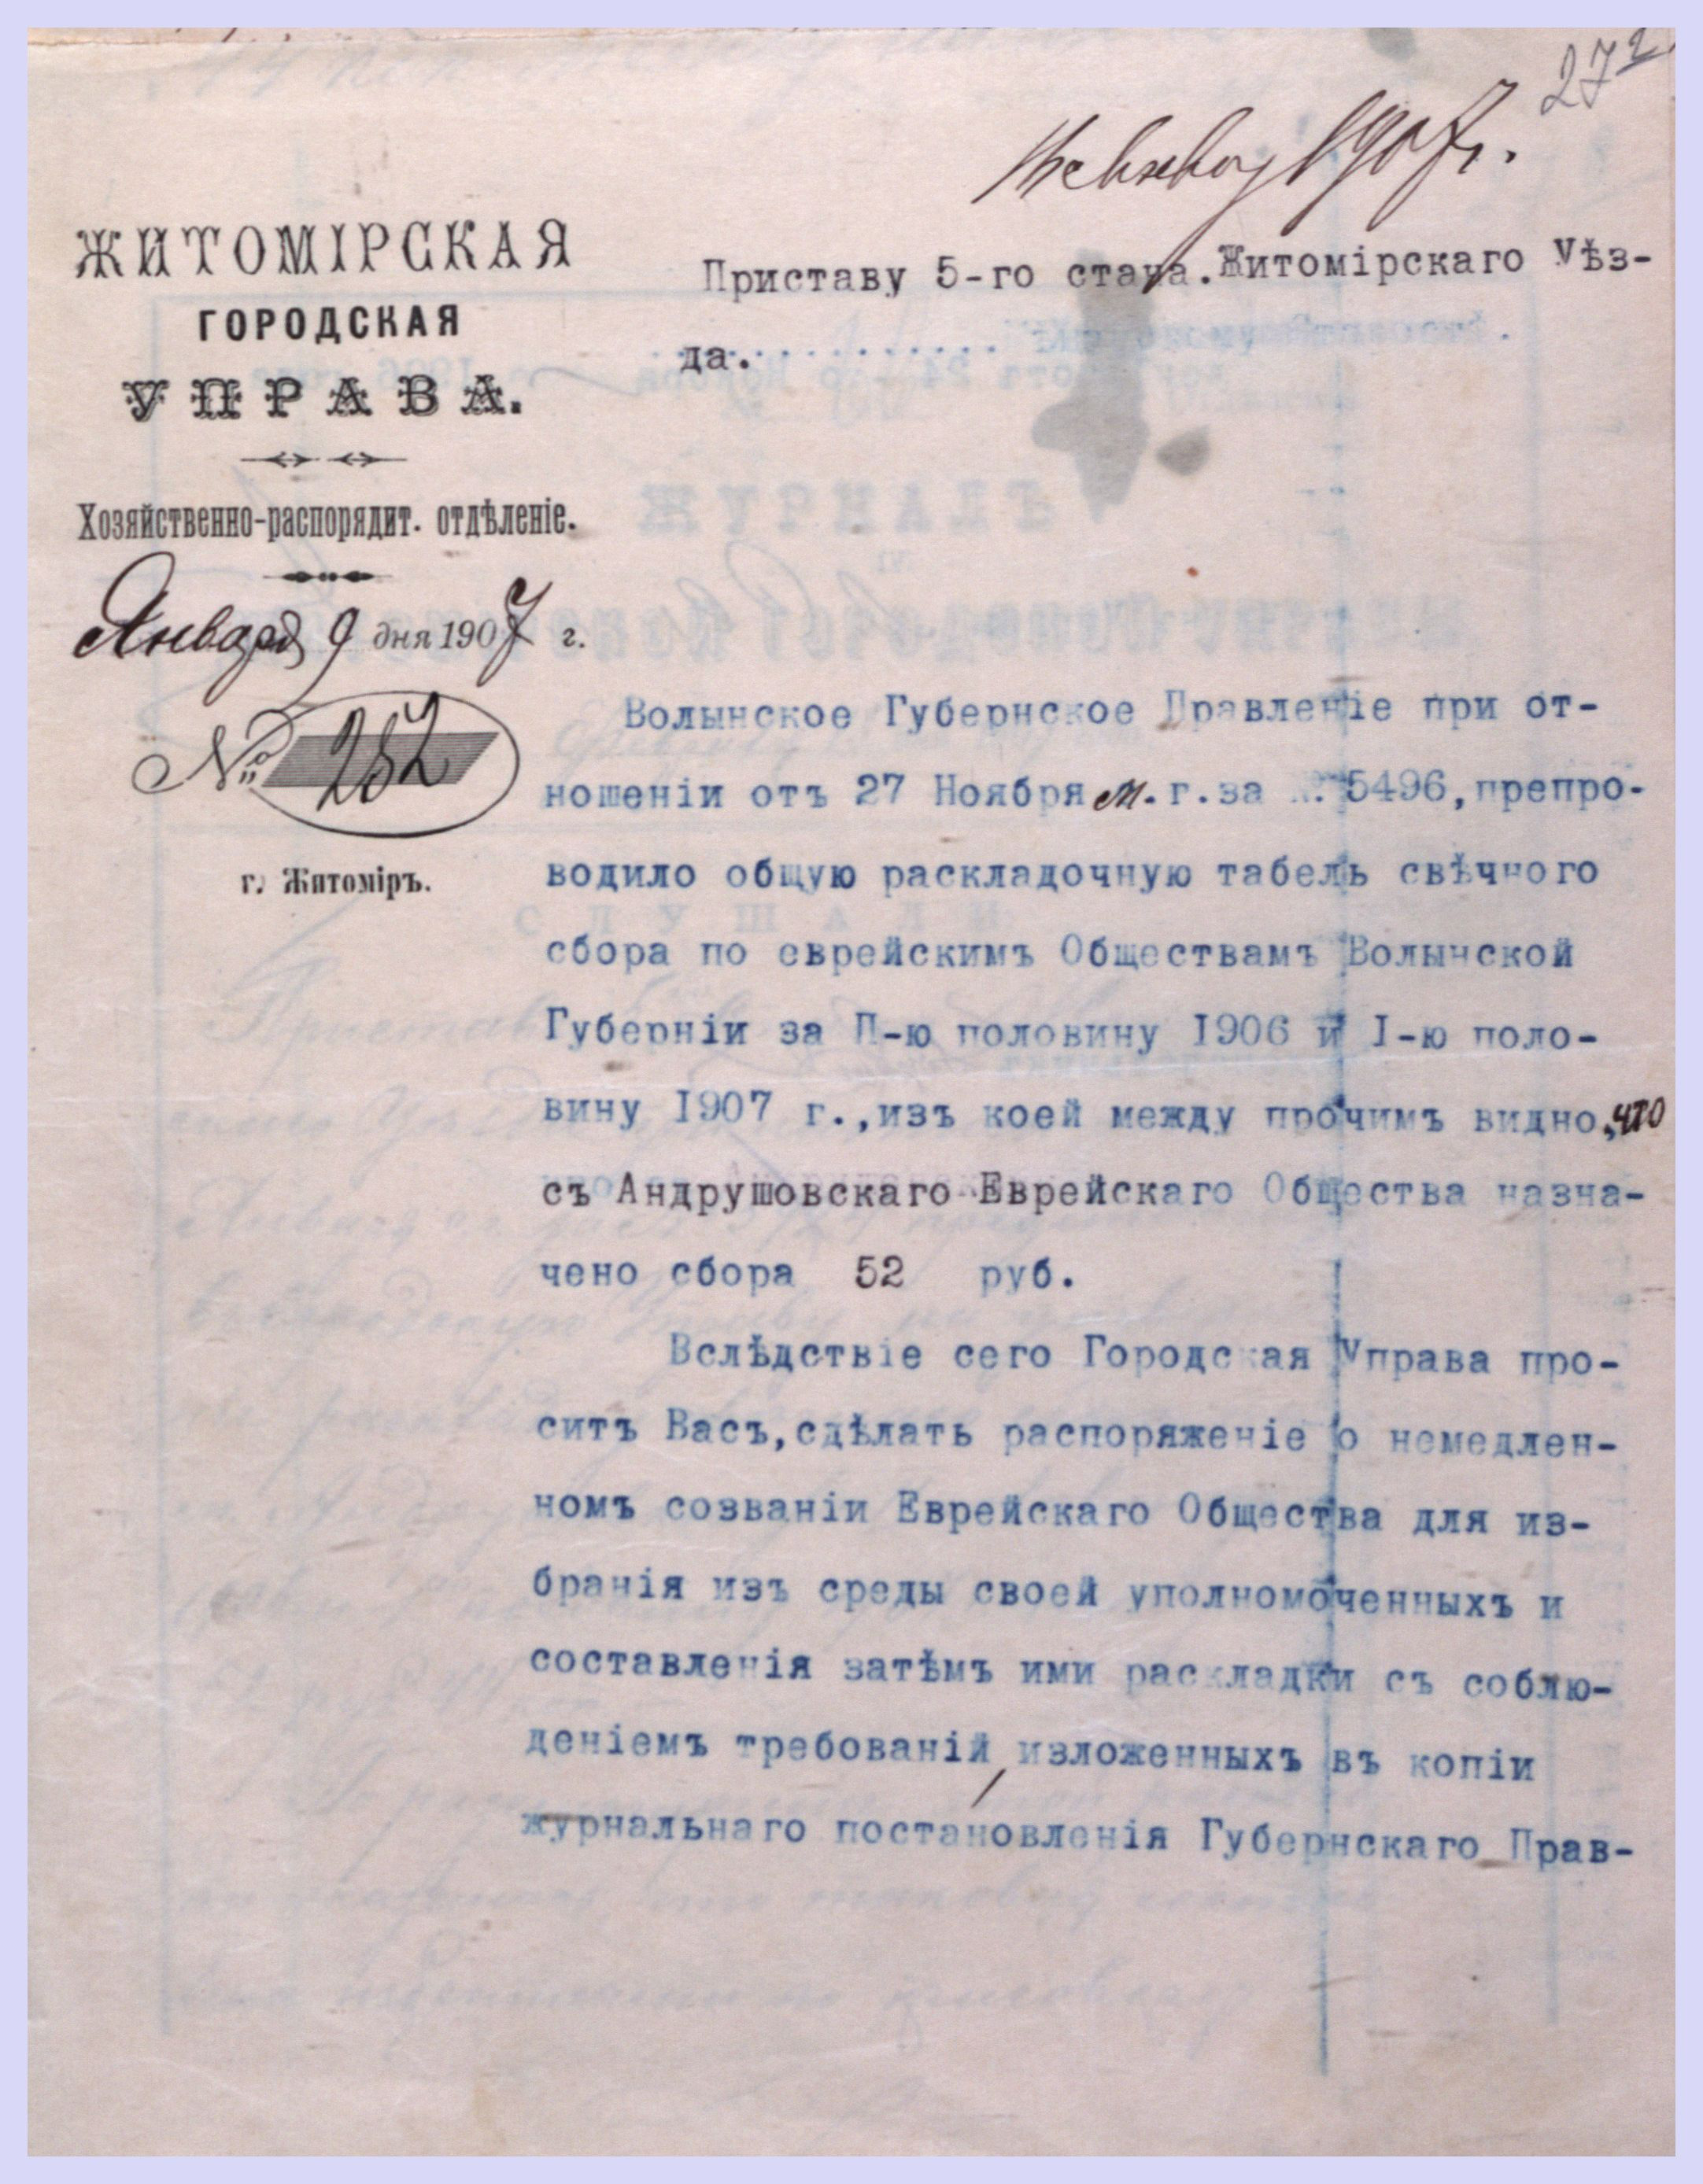 272
1907 г.
ЖИТОМІРСКАЯ
ГОРОДСКАЯ
УПРАВА.
Хозяйственно-распорядит. отдѣленіе.
Января 9 дня 1907 г.
№ 252
г. Житоміръ.
Приставу 5-го стана.Житомірскаго Уѣз-
да.
Волынское Губернское Правленіе при от-
ношеніи отъ 27 Ноября м.г.за № 5496,препро-
водило общую раскладочную табель свѣчного
сбора по еврейскимъ Обществамъ Волынской
Губерніи за П-ю половину 1906 и I-ю поло-
вину 1907 г.,изъ коей между прочимъ видно,что
съ Андрушовскаго Еврейскаго Общества назна-
чено сбора 52 руб.
Вслѣдствіе сего Городская Управа про-
ситъ Васъ,сдѣлать распоряженіе о немедлен-
номъ созваніи Еврейскаго Общества для из-
бранія изъ среды своей уполномоченныхъ и
составленія затѣмъ ими раскладки съ соблю-
деніемъ требованій, изложенныхъ въ копіи
журнальнаго постановленія Губернскаго Прав-